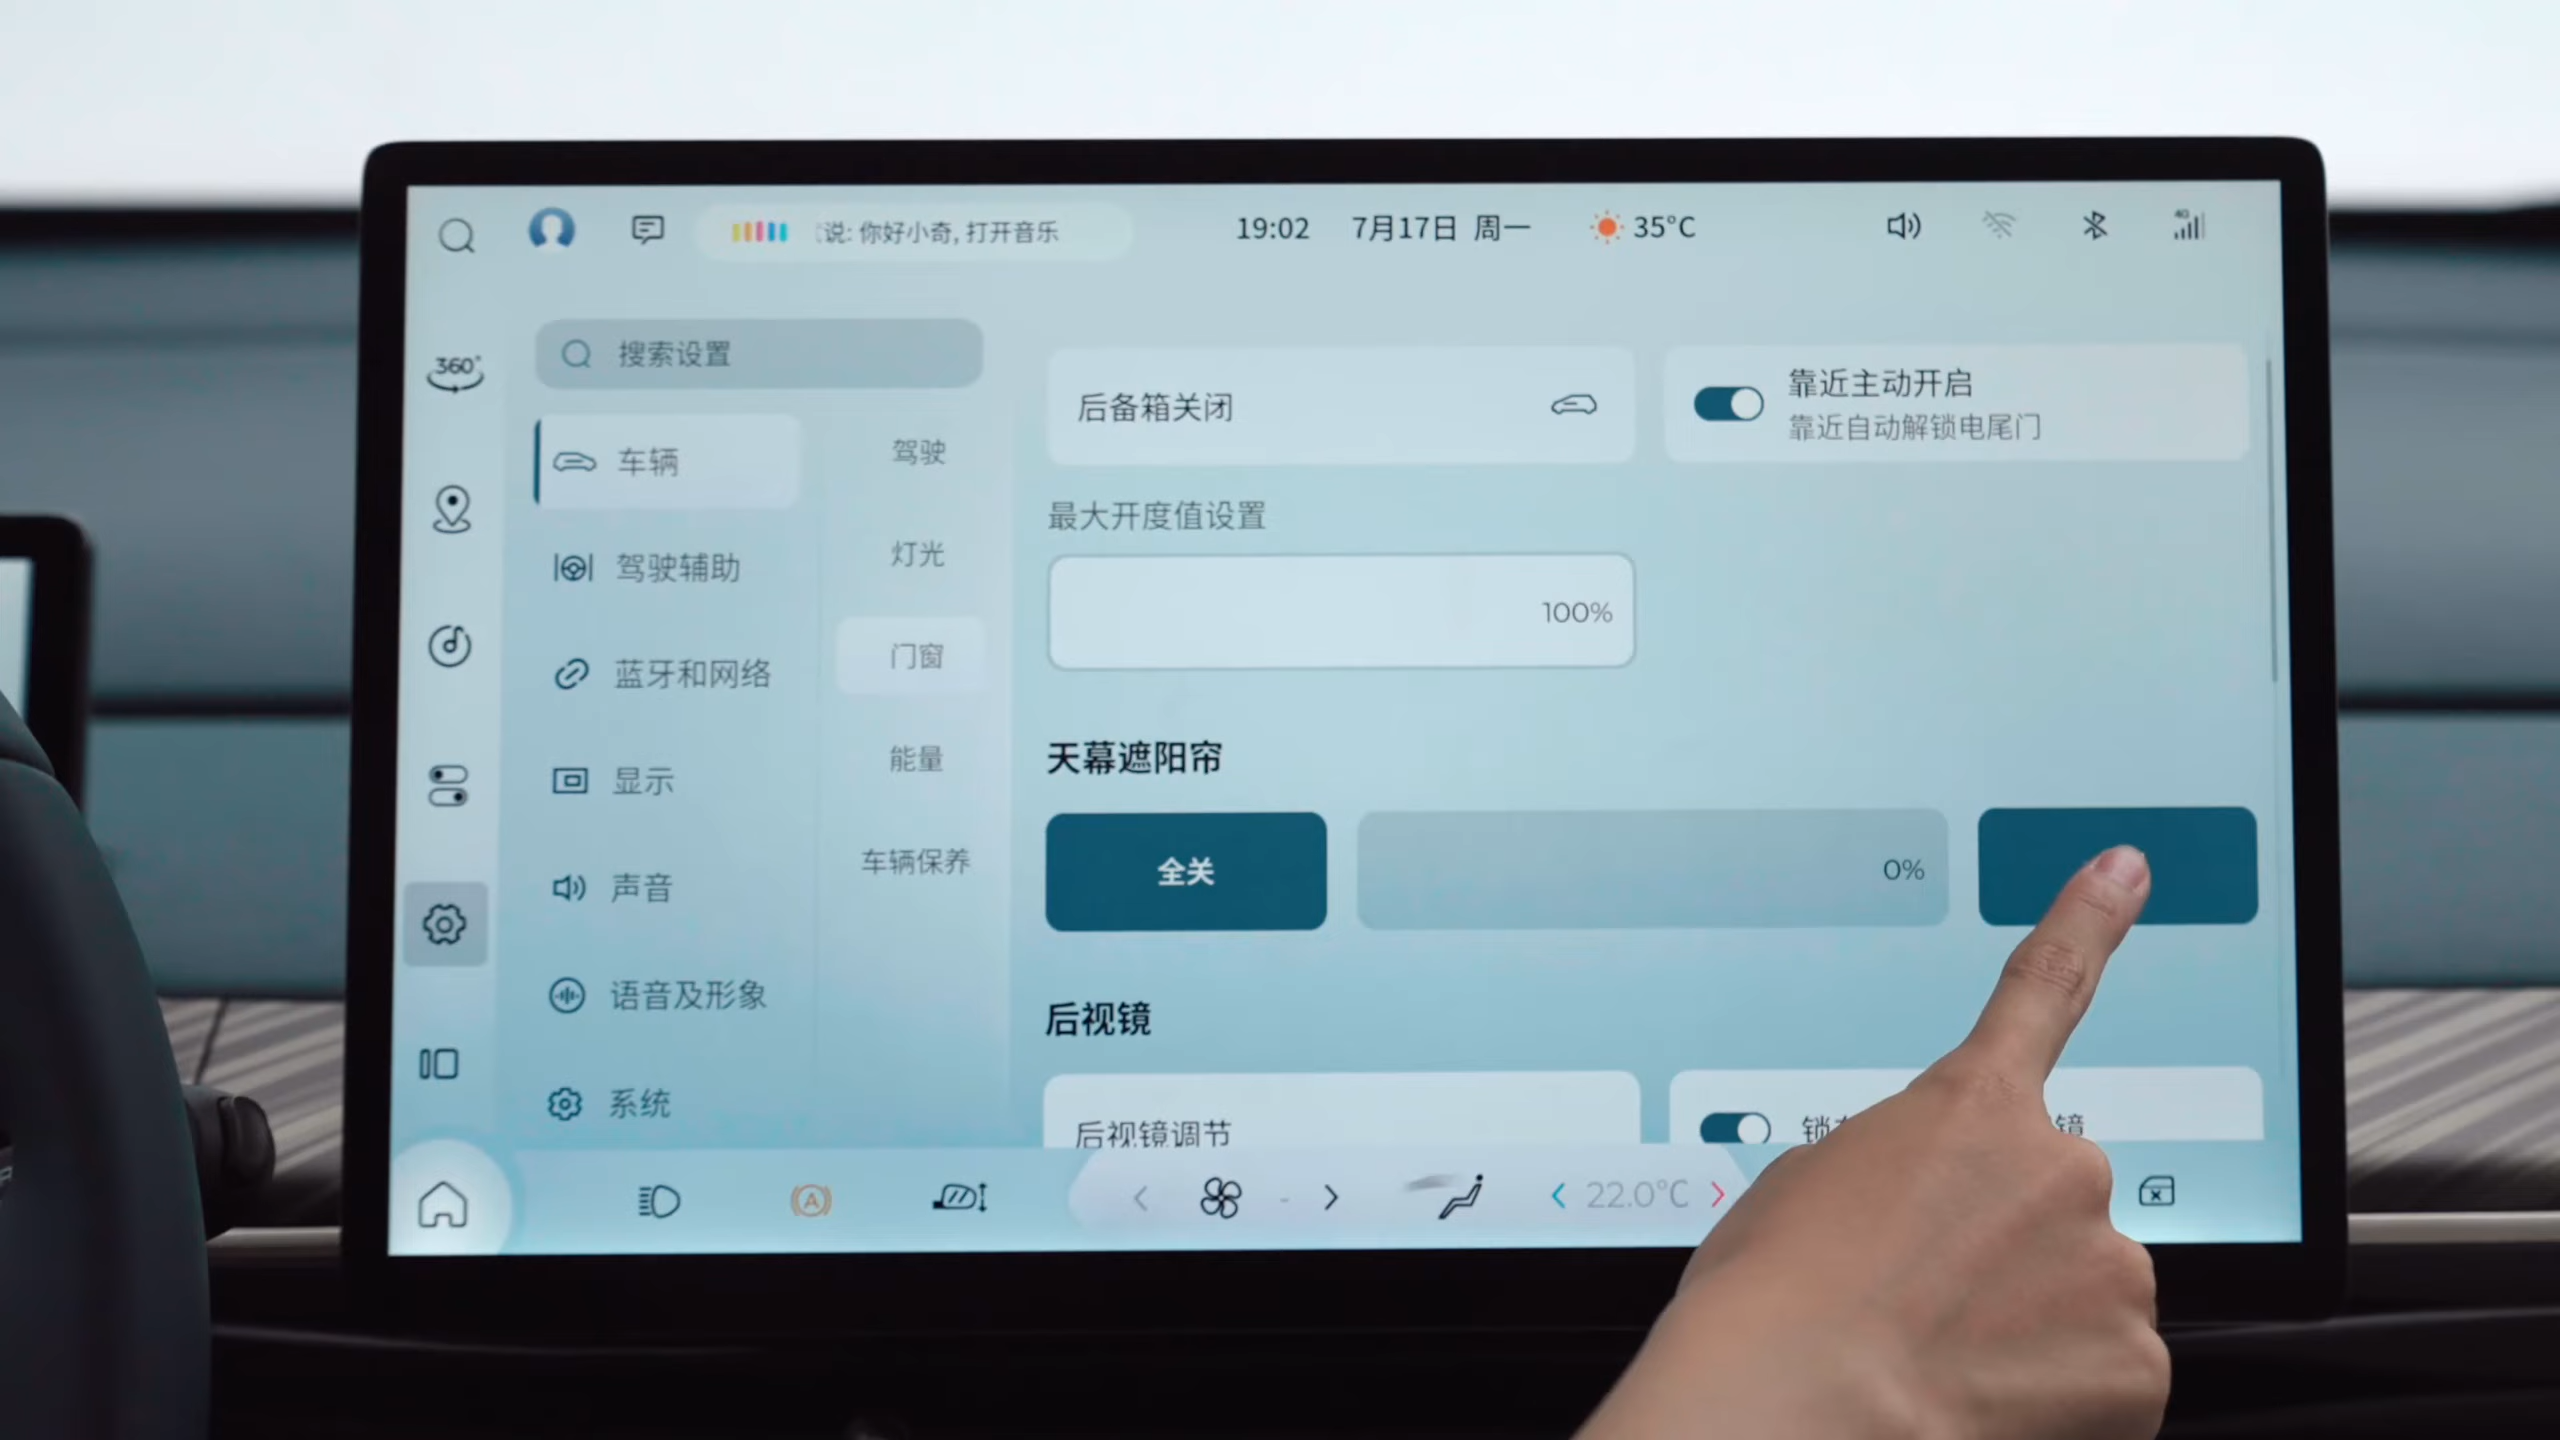 说: 你好小奇, 打开音乐
19:02 7月17日 周一 35°C
4G
360°
搜索设置
车辆
驾驶辅助
蓝牙和网络
显示
声音
语音及形象
系统
驾驶
灯光
门窗
能量
车辆保养
后备箱关闭
靠近主动开启
靠近自动解锁电尾门
最大开度值设置
100%
天幕遮阳帘
全关
0%
后视镜
后视镜调节
锁
镜
A
22.0°C